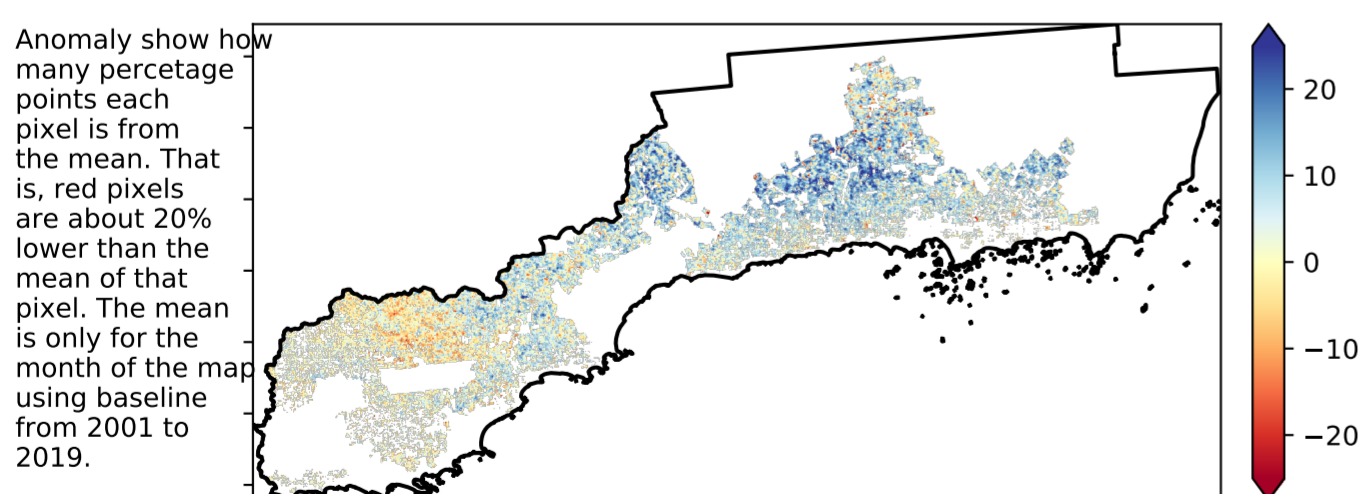 Anomaly show how
many percetage
points each
pixel is from
the mean. That
is, red pixels
are about 20%
lower than the
mean of that
pixel. The mean
is only for the
month of the map
using baseline
from 2001 to
2019.
20
10
0
−10
−20